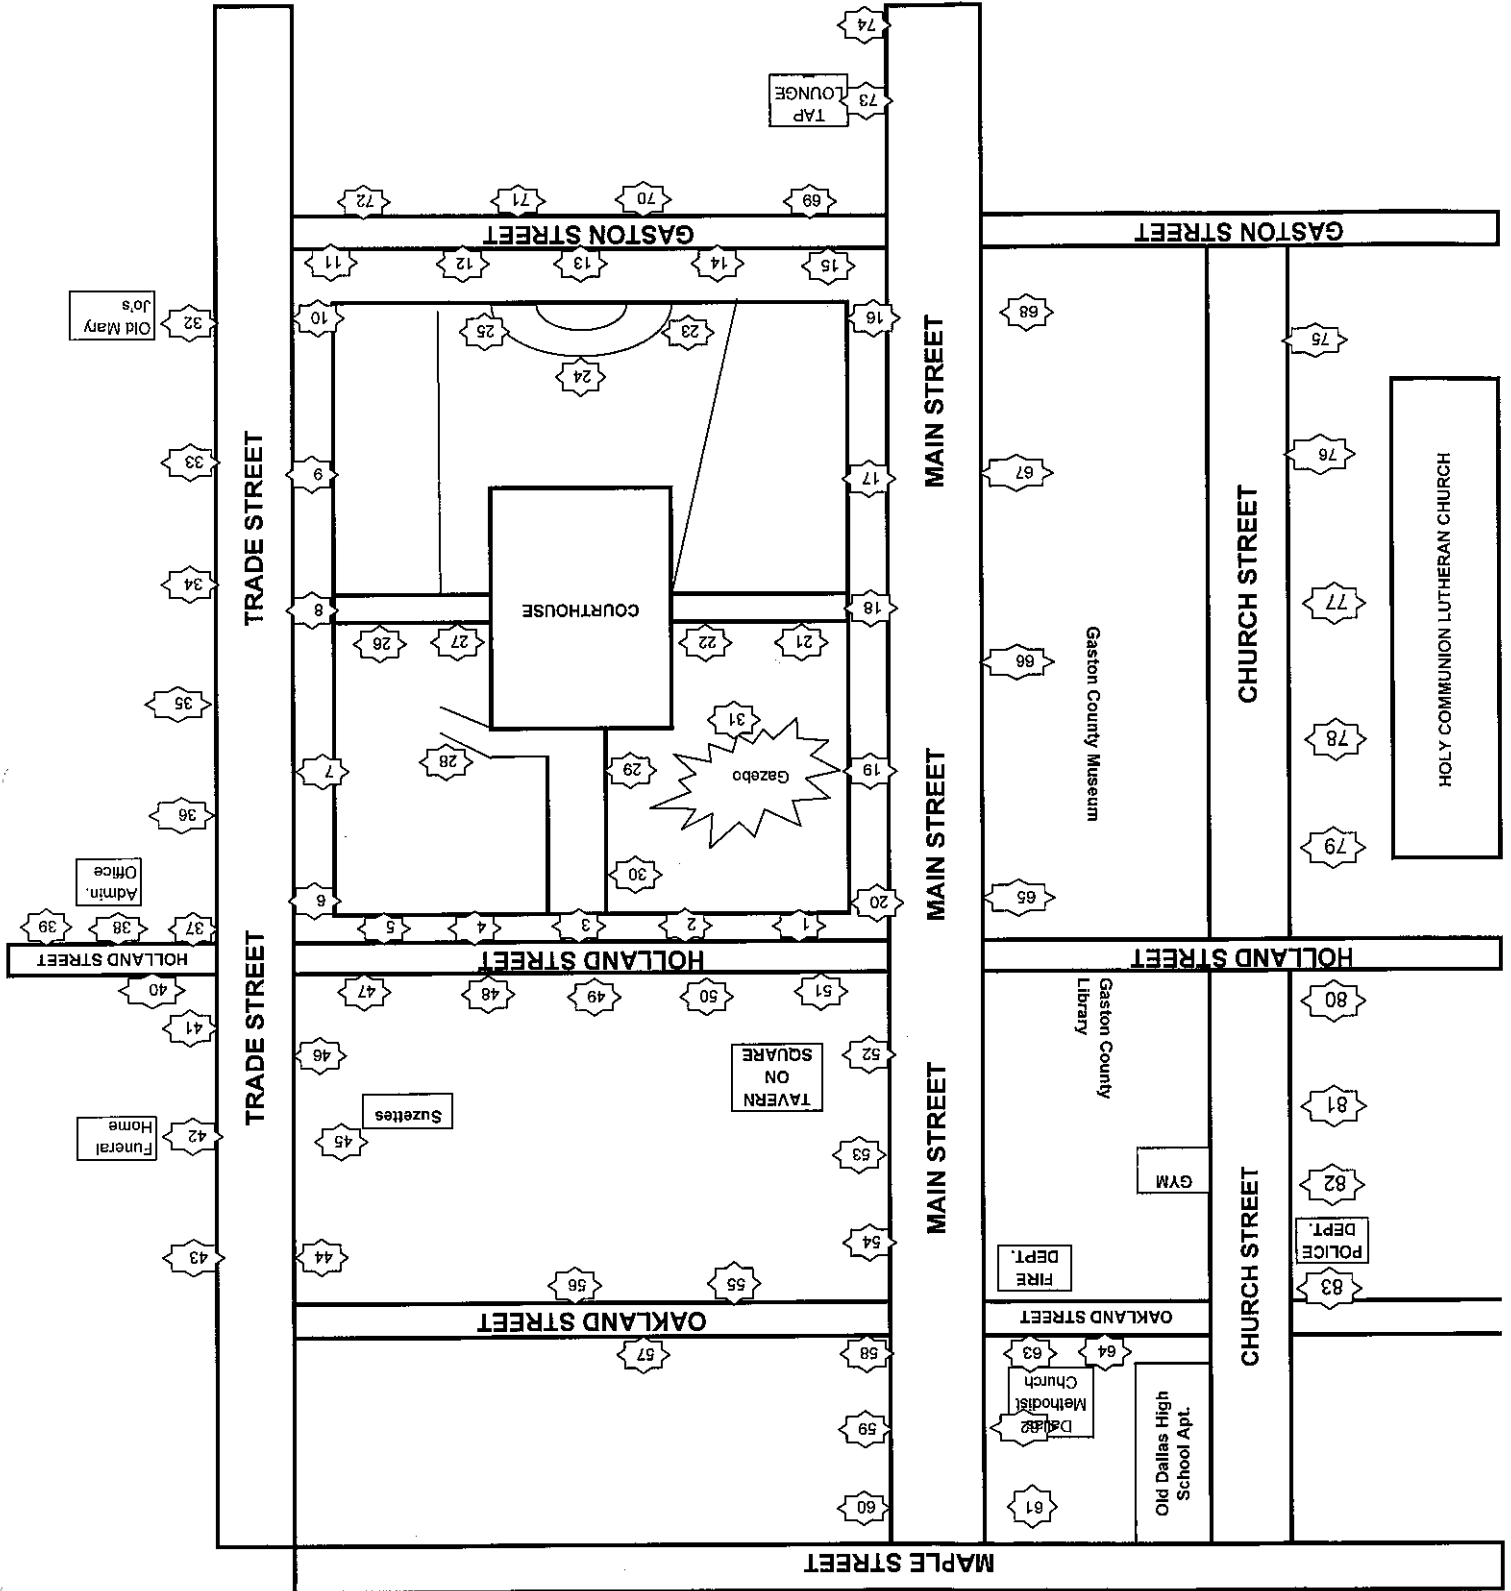 74
TAP
LOUNGE
73
72
71
70
69
GASTON STREET
GASTON STREET
11
12
13
14
15
Old Mary
Jo's
32
10
25
23
24
16
68
75
MAIN STREET
33
9
17
67
76
TRADE STREET
34
8
COURTHOUSE
18
77
CHURCH STREET
HOLY COMMUNION LUTHERAN CHURCH
26
27
22
21
66
Gaston County Museum
35
31
7
28
29
Gazebo
19
78
36
MAIN STREET
79
Admin.
Office
6
30
20
65
39
38
37
5
4
3
2
1
HOLLAND STREET
HOLLAND STREET
HOLLAND STREET
40
47
48
49
50
51
80
41
TRADE STREET
46
TAVERN
ON
SQUARE
52
Gaston County
Library
Suzettes
81
Funeral
Home
42
45
53
MAIN STREET
GYM
82
43
44
54
FIRE
DEPT.
CHURCH STREET
POLICE
DEPT.
56
55
83
OAKLAND STREET
OAKLAND STREET
57
58
63
64
Dallas
Methodist
Church
62
59
Old Dallas High
School Apt.
60
61
MAPLE STREET